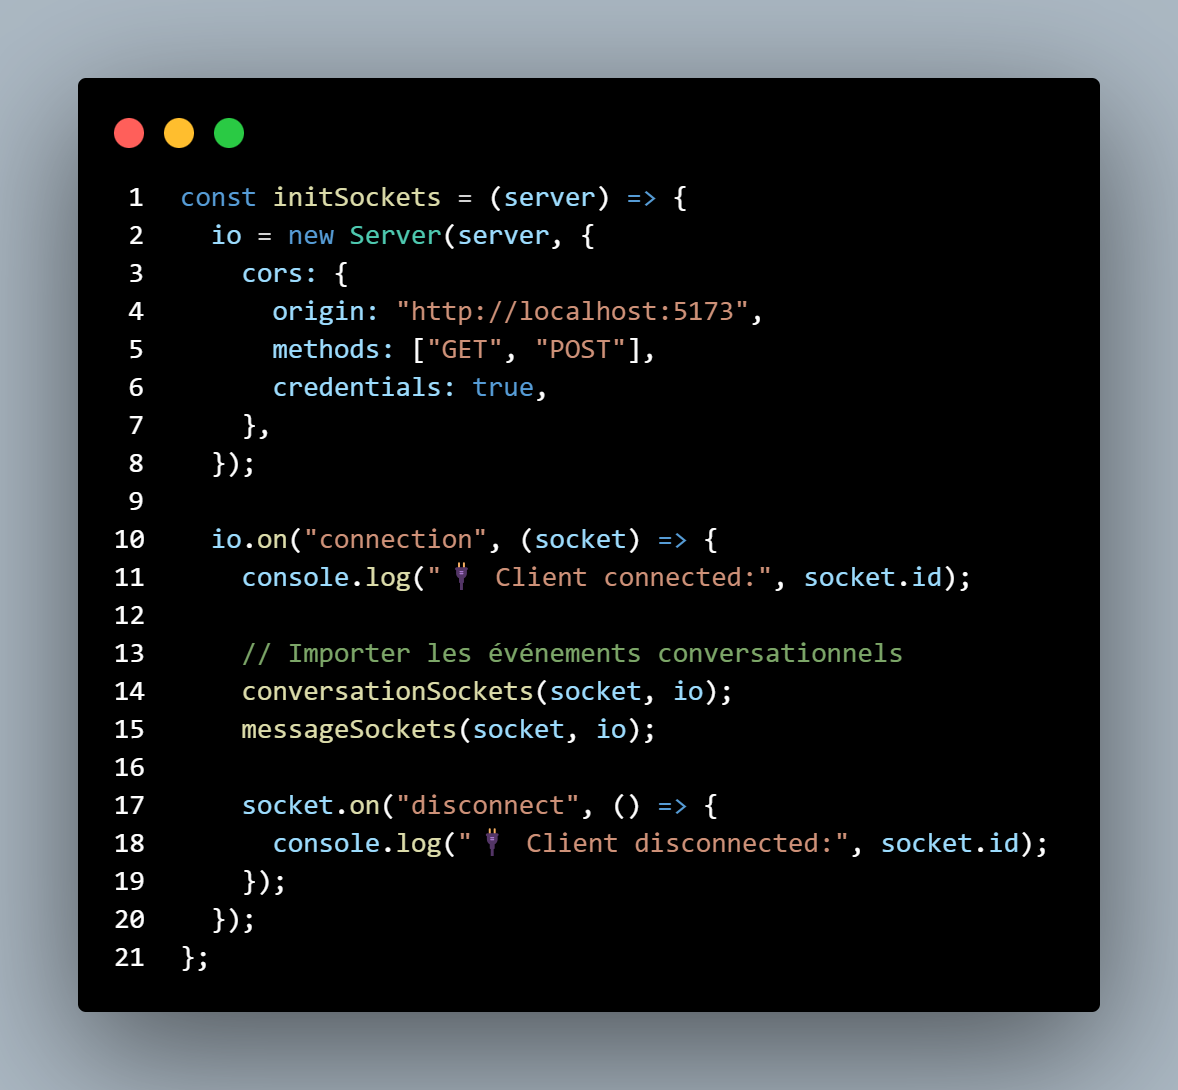 1 const initSockets = (server) => {
2   io = new Server(server, {
3     cors: {
4       origin: "http://localhost:5173",
5       methods: ["GET", "POST"],
6       credentials: true,
7     },
8   });
9
10   io.on("connection", (socket) => {
11     console.log("🔌 Client connected:", socket.id);
12
13     // Importer les événements conversationnels
14     conversationSockets(socket, io);
15     messageSockets(socket, io);
16
17     socket.on("disconnect", () => {
18       console.log("🔌 Client disconnected:", socket.id);
19     });
20   });
21 };